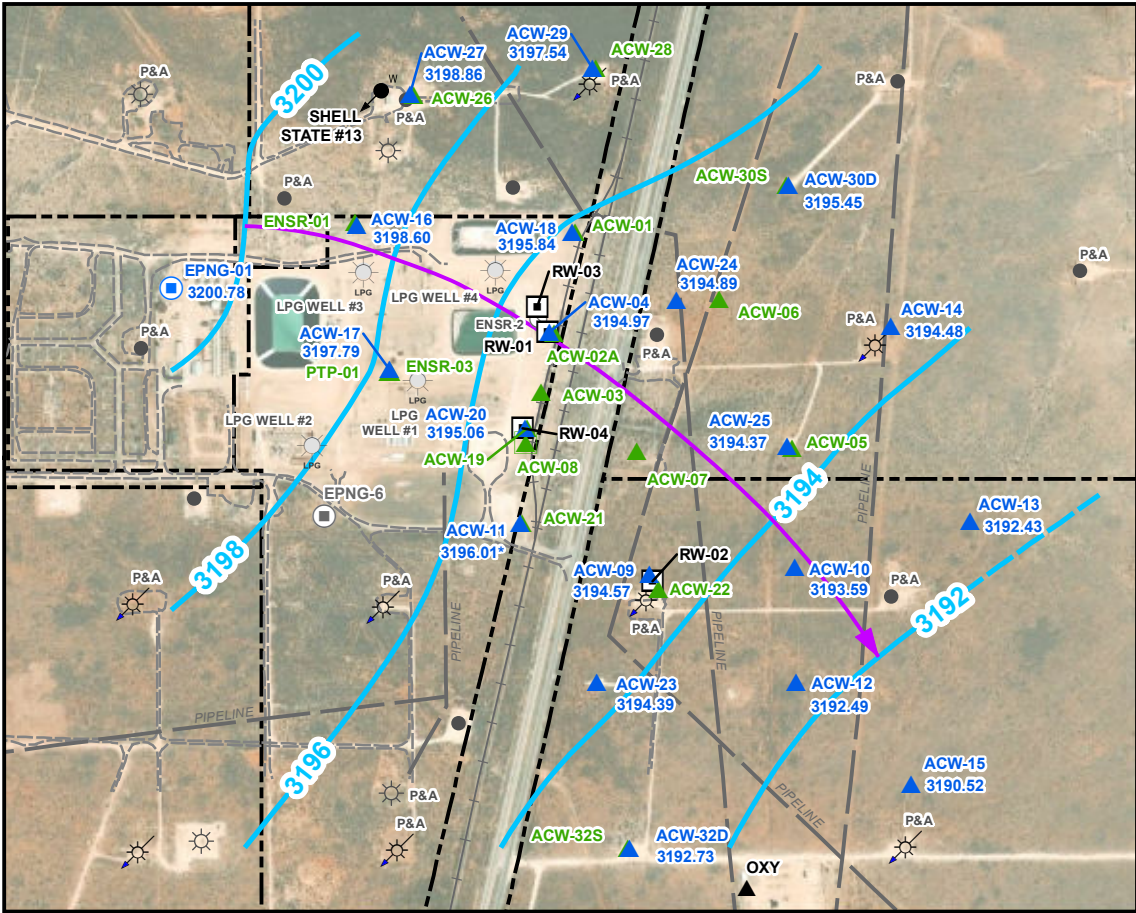 ACW-29
3197.54
ACW-28
ACW-27
3198.86
P&A
P&A
P&A
3200
W
ACW-26
SHELL
STATE #13
P&A
P&A
ACW-30S
ACW-30D
3195.45
ENSR-01
ACW-16
3198.60
ACW-18
3195.84
ACW-01
EPNG-01
3200.78
LPG
LPG
RW-03
ACW-24
3194.89
P&A
LPG WELL #3
LPG WELL #4
ACW-04
3194.97
ACW-06
ACW-14
3194.48
ENSR-2
P&A
ACW-17
3197.79
RW-01
P&A
P&A
ACW-02A
PTP-01
ENSR-03
LPG
ACW-03
LPG WELL #2
LPG
WELL #1
ACW-20
3195.06
RW-04
ACW-25
3194.37
ACW-05
LPG
ACW-19
ACW-08
ACW-07
EPNG-6
3194
PIPELINE
ACW-13
3192.43
ACW-11
3196.01*
ACW-21
3198
RW-02
ACW-09
3194.57
ACW-22
ACW-10
3193.59
P&A
P&A
P&A
P&A
3192
PIPELINE
PIPELINE
ACW-23
3194.39
ACW-12
3192.49
PIPELINE
3196
ACW-15
3190.52
P&A
PIPELINE
P&A
P&A
ACW-32S
ACW-32D
3192.73
OXY